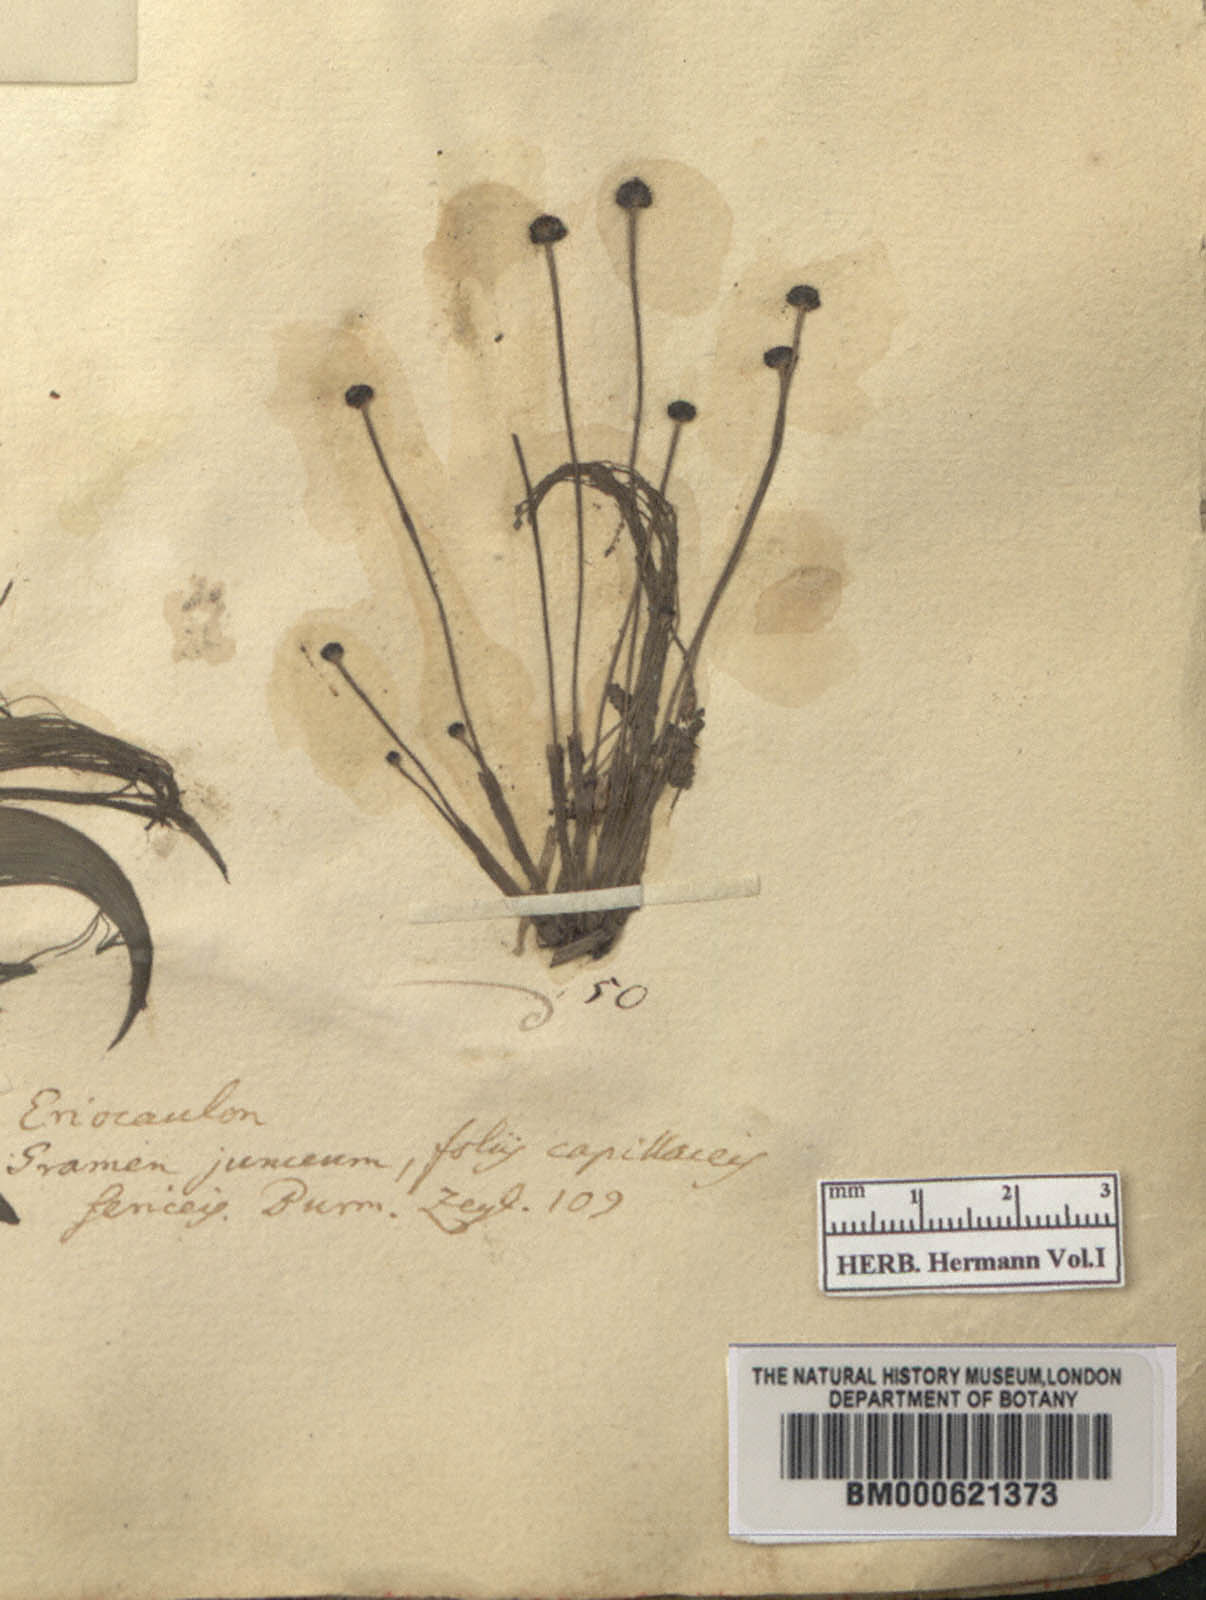 50
Eriocaulon
Gramen junceum, foliis capillaceis
sericeis. Burm. Zeyl. 109
mm 1 2 3
HERB. Hermann Vol.I
THE NATURAL HISTORY MUSEUM,LONDON
DEPARTMENT OF BOTANY
BM000621373